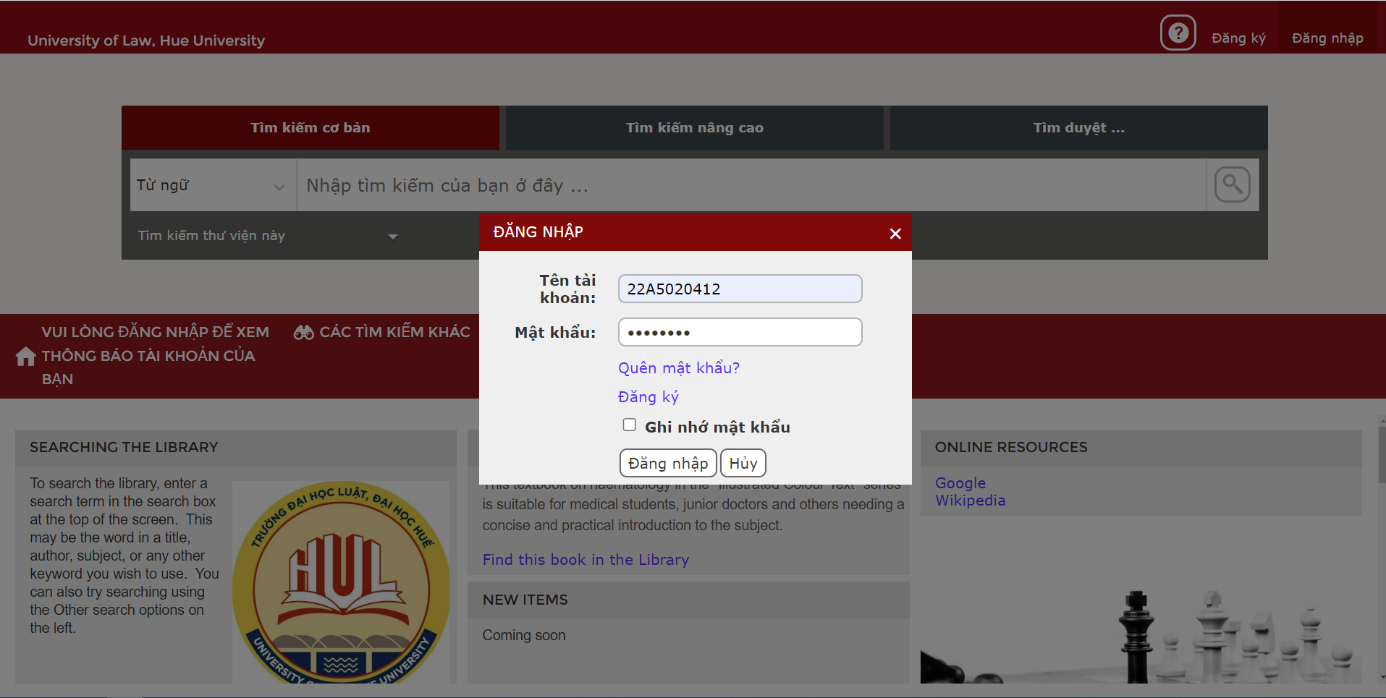 University of Law, Hue University
Đăng ký
Đăng nhập
Tìm kiếm cơ bản
Tìm kiếm nâng cao
Tìm duyệt ...
Từ ngữ
Nhập tìm kiếm của bạn ở đây ...
Tìm kiếm thư viện này
ĐĂNG NHẬP
Tên tài
khoản:
22A5020412
Mật khẩu:
••••••••
Quên mật khẩu?
Đăng ký
Ghi nhớ mật khẩu
Đăng nhập
Hủy
VUI LÒNG ĐĂNG NHẬP ĐỂ XEM
THÔNG BÁO TÀI KHOẢN CỦA
BẠN
CÁC TÌM KIẾM KHÁC
SEARCHING THE LIBRARY
To search the library, enter a
search term in the search box
at the top of the screen. This
may be the word in a title,
author, subject, or any other
keyword you wish to use. You
can also try searching using
the Other search options on
the left.
TRƯỜNG ĐẠI HỌC LUẬT, ĐẠI HỌC HUẾ
HUL
This textbook on haematology in the "Illustrated Colour Text" series
is suitable for medical students, junior doctors and others needing a
concise and practical introduction to the subject.
Find this book in the Library
NEW ITEMS
Coming soon
ONLINE RESOURCES
Google
Wikipedia